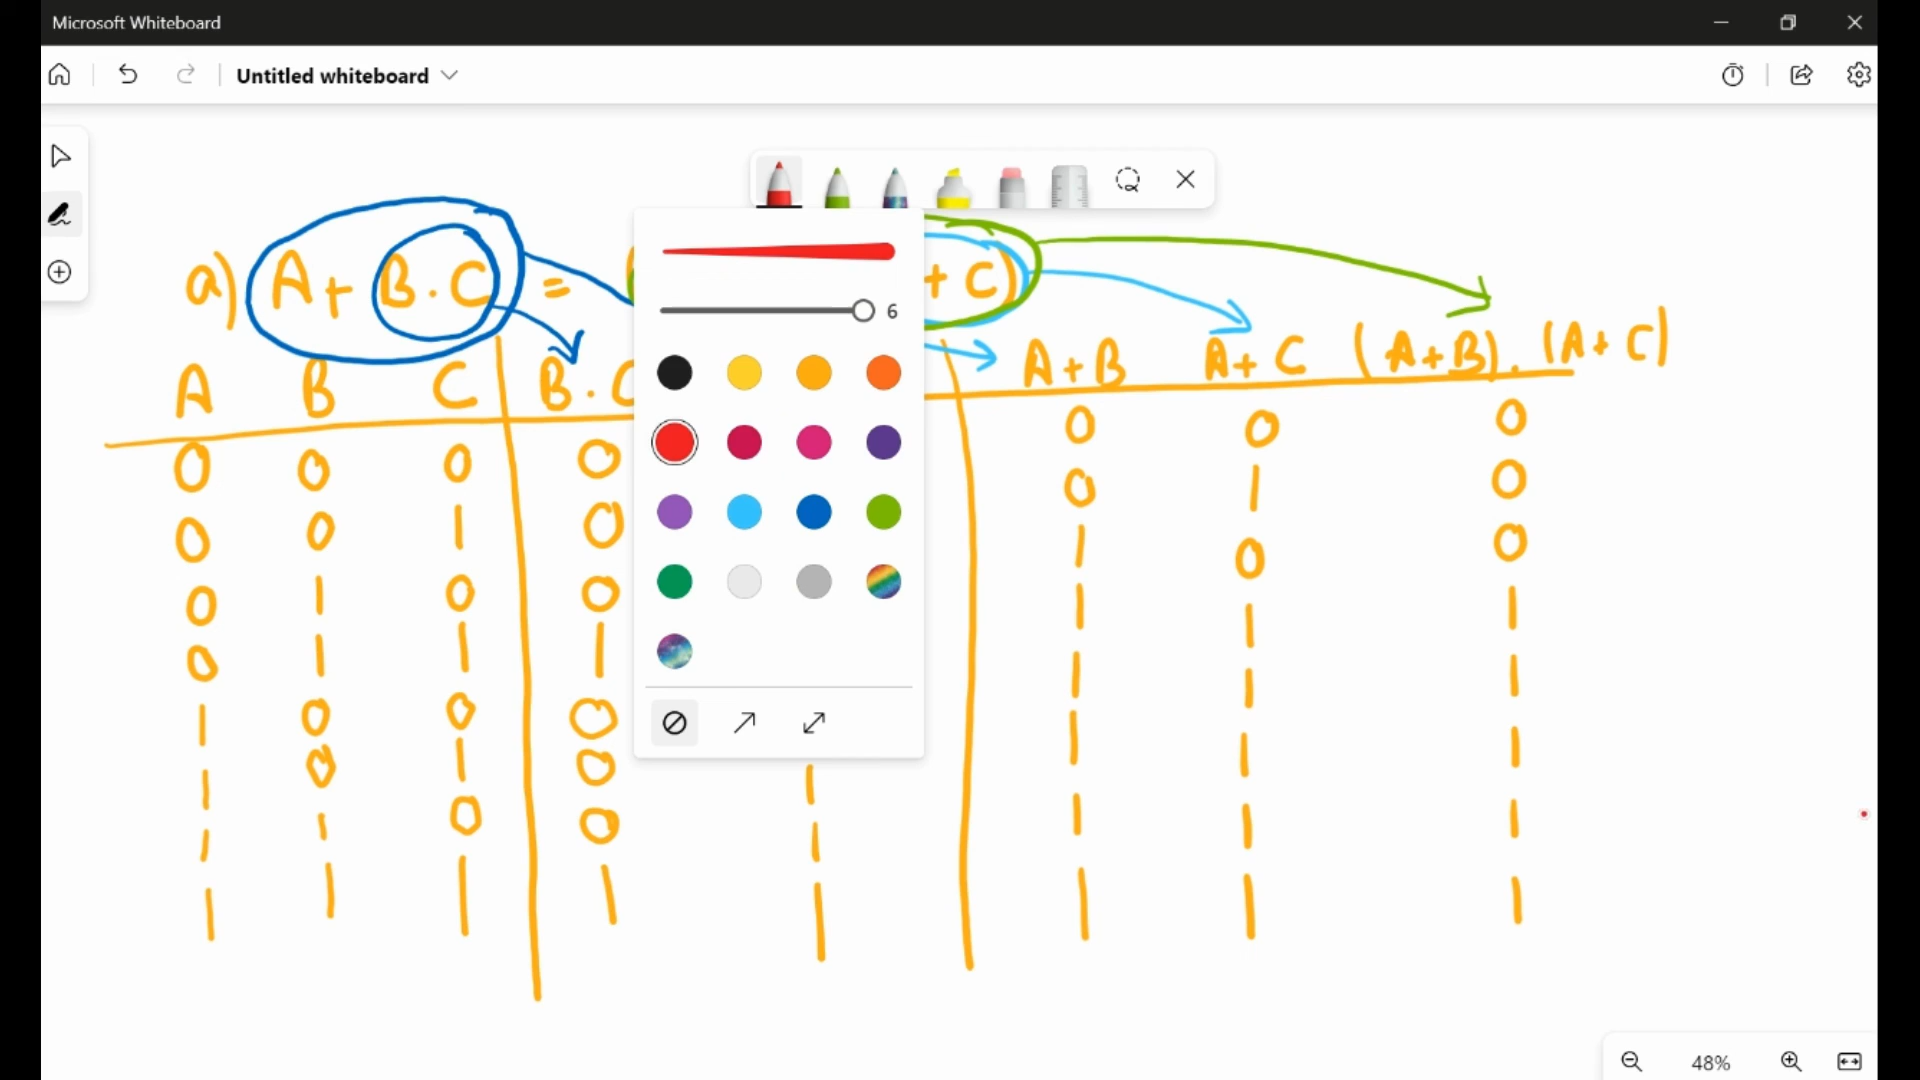 Microsoft Whiteboard
Untitled whiteboard
6
a) A + B . C = + C)
A B C B . C A + B A + C (A + B) . (A + C)
0 0 0 0 0 0 0
0 0 1 0 0 1 0
0 1 0 0 1 0 0
0 1 1 1 1 1 1
1 0 0 0 1 1 1
1 0 1 0 1 1 1 1
1 1 0 0 1 1 1 1
1 1 1 1 1 1 1 1
48%